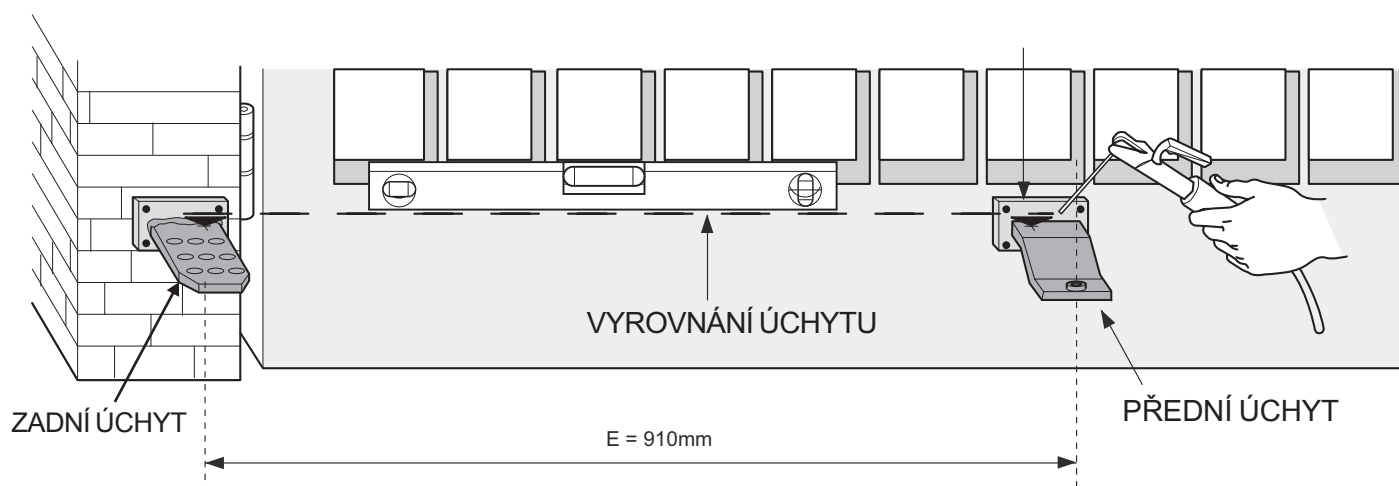 VYROVNÁNÍ ÚCHYTU
ZADNÍ ÚCHYT
PŘEDNÍ ÚCHYT
E = 910mm